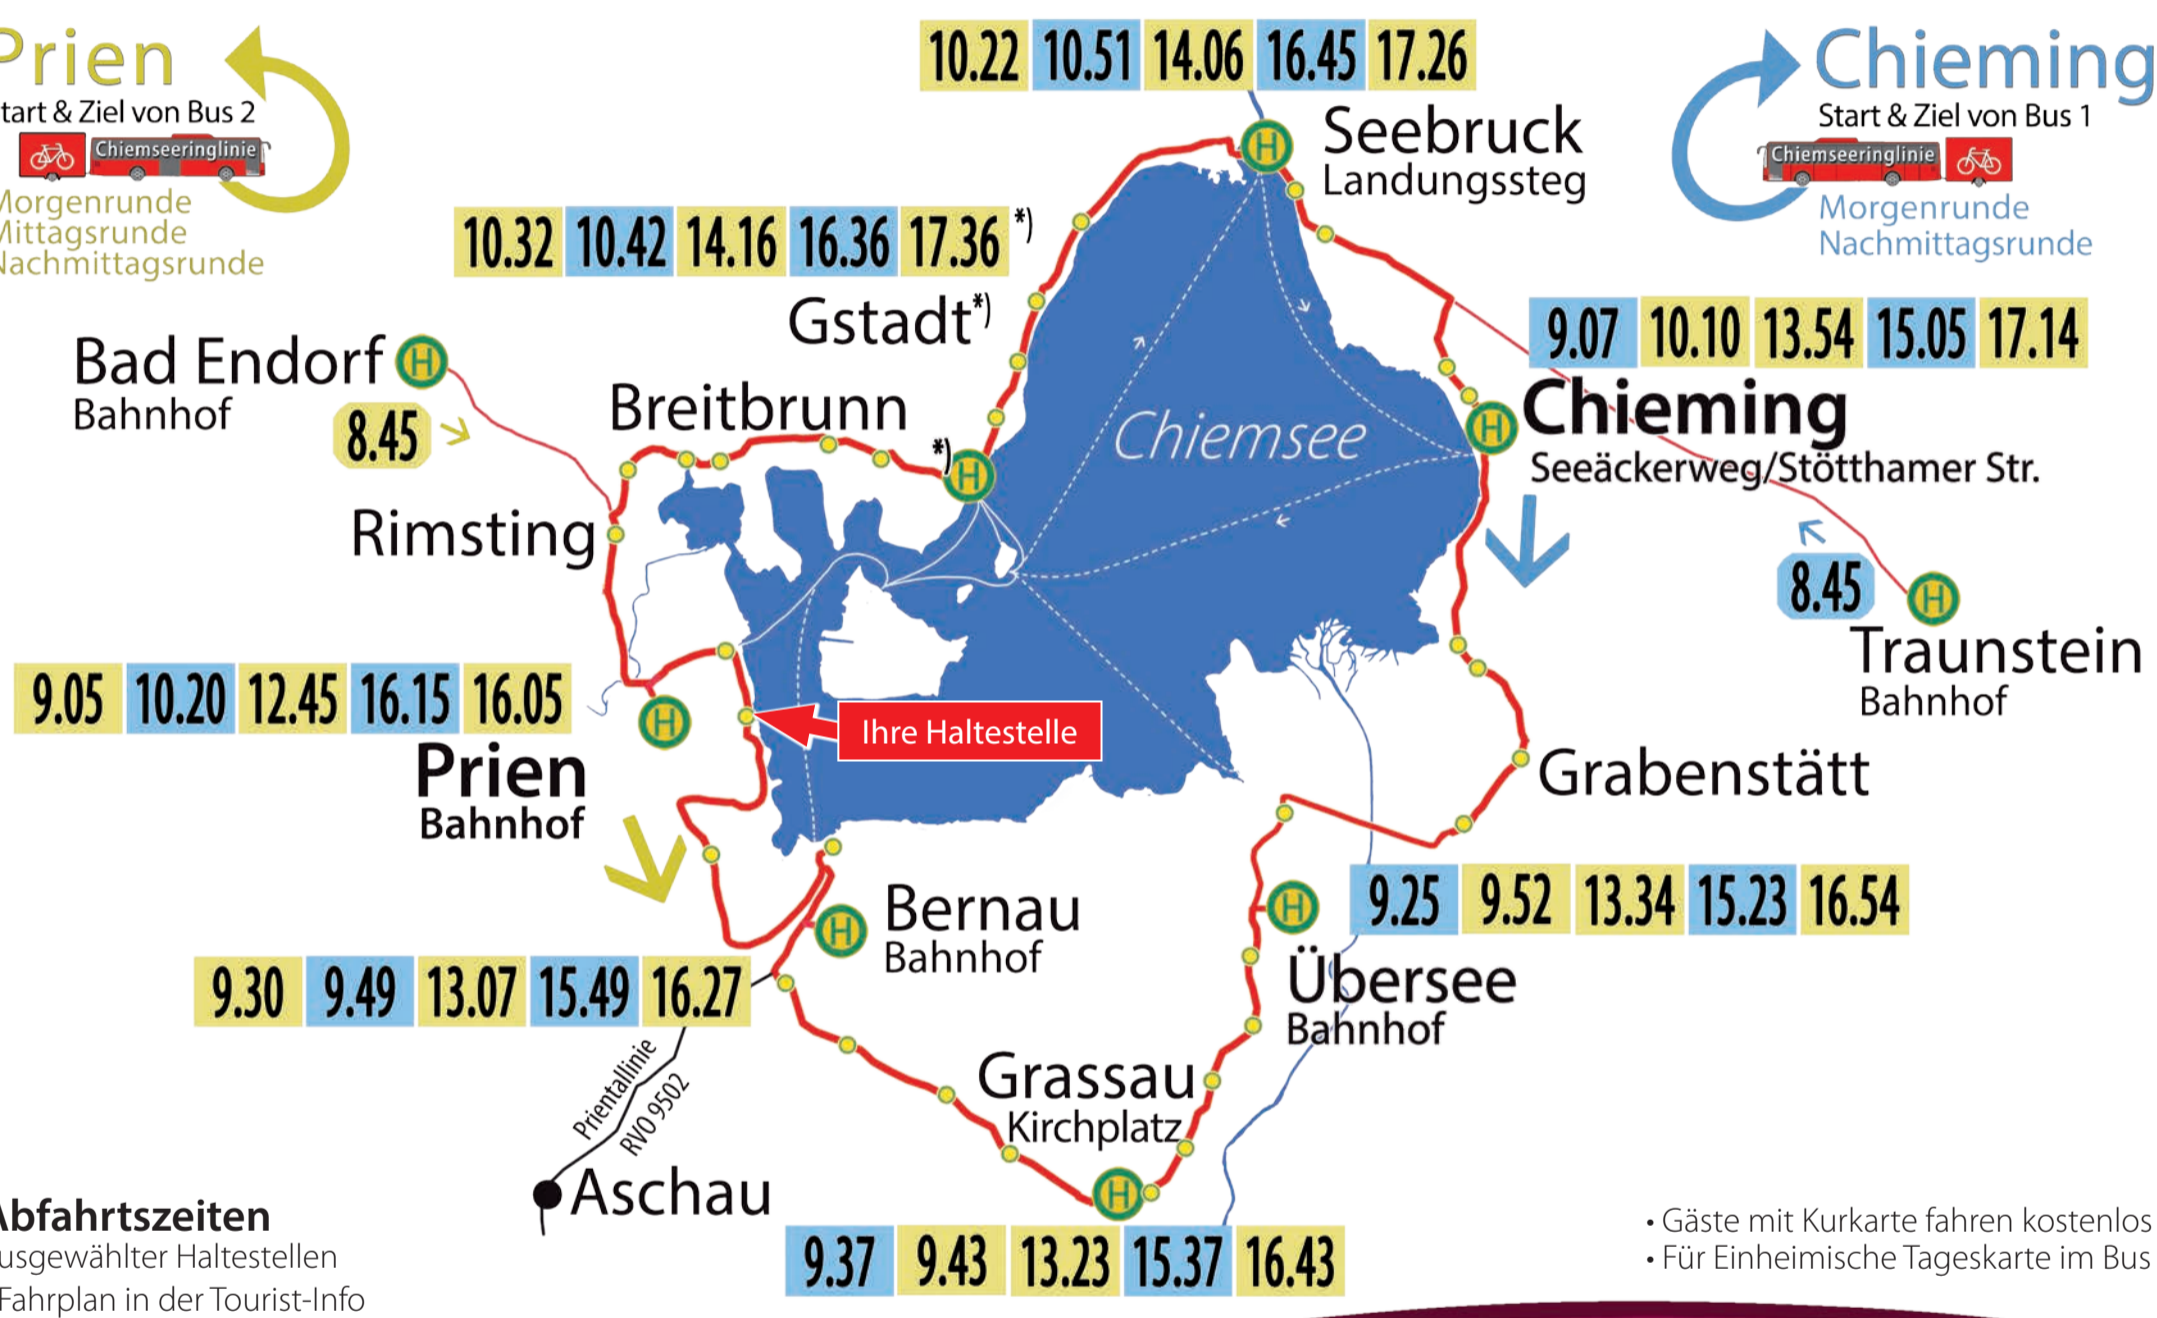 10.22 10.51 14.06 16.45 17.26
Prien
Start & Ziel von Bus 2
Chiemseeringlinie
Morgenrunde
Mittagsrunde
Nachmittagsrunde
Chieming
Start & Ziel von Bus 1
Chiemseeringlinie
Morgenrunde
Nachmittagsrunde
H
Seebruck
Landungssteg
10.32 10.42 14.16 16.36 17.36 *)
Gstadt*)
9.07 10.10 13.54 15.05 17.14
H Chieming
Seeäckerweg/Stötthamer Str.
Bad Endorf H
Bahnhof
8.45
Breitbrunn
*) H
Chiemsee
Rimsting
8.45
H
Traunstein
Bahnhof
9.05 10.20 12.45 16.15 16.05
H
Prien
Bahnhof
Ihre Haltestelle
Grabenstätt
H Bernau
Bahnhof
H
9.25 9.52 13.34 15.23 16.54
Übersee
Bahnhof
9.30 9.49 13.07 15.49 16.27
Prientallinie
RVO 9502
Aschau
Grassau
Kirchplatz
H
9.37 9.43 13.23 15.37 16.43
Abfahrtszeiten
ausgewählter Haltestellen
Fahrplan in der Tourist-Info
• Gäste mit Kurkarte fahren kostenlos
• Für Einheimische Tageskarte im Bus